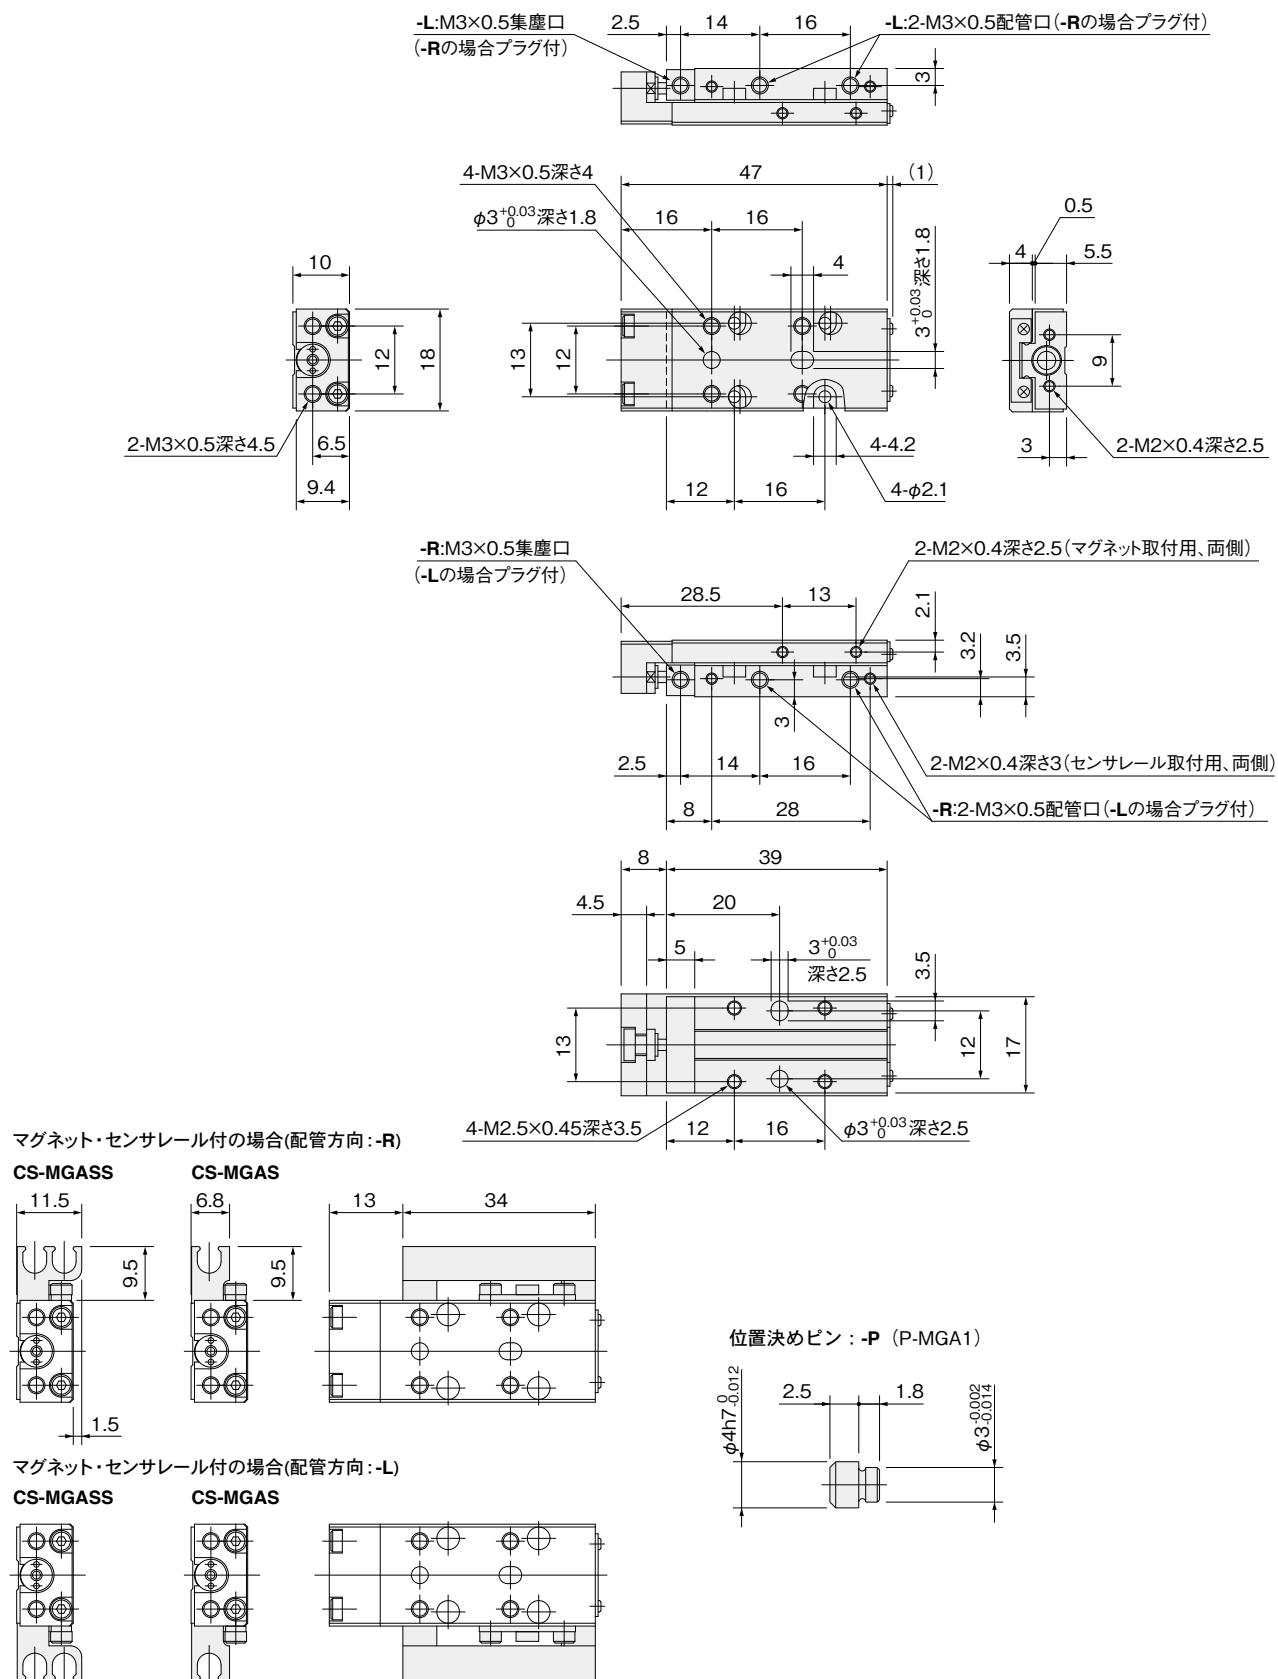 -L:M3×0.5集塵口
(-Rの場合プラグ付)
2.5
14
16
-L:2-M3×0.5配管口(-Rの場合プラグ付)
3
4-M3×0.5深さ4
47
(1)
φ3 +0.03 0 深さ1.8
16
16
4
3 +0.03 0 深さ1.8
0.5
10
4
5.5
12
18
13
12
9
2-M3×0.5深さ4.5
6.5
9.4
12
16
4-4.2
4-φ2.1
3
2-M2×0.4深さ2.5
-R:M3×0.5集塵口
(-Lの場合プラグ付)
2-M2×0.4深さ2.5(マグネット取付用、両側)
28.5
13
2.1
3.2
3.5
3
2.5
14
16
2-M2×0.4深さ3(センサレール取付用、両側)
8
28
-R:2-M3×0.5配管口(-Lの場合プラグ付)
8
39
4.5
20
5
3 +0.03 0
深さ2.5
3.5
13
12
17
4-M2.5×0.45深さ3.5
12
16
φ3 +0.03 0 深さ2.5
マグネット・センサレール付の場合(配管方向:-R)
CS-MGASS
CS-MGAS
11.5
6.8
13
34
9.5
9.5
1.5
位置決めピン:-P (P-MGA1)
φ4h7 0 -0.012
2.5
1.8
φ3 -0.002 -0.014
マグネット・センサレール付の場合(配管方向:-L)
CS-MGASS
CS-MGAS